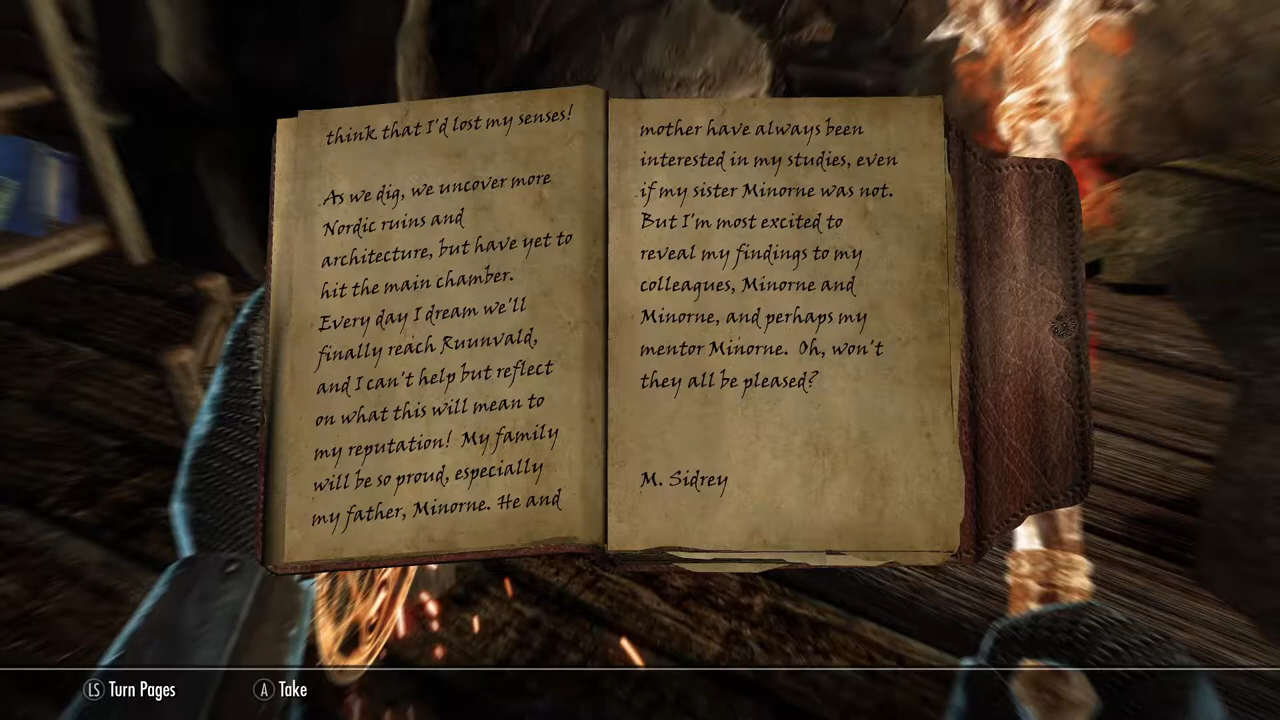 think that I'd lost my senses!
As we dig, we uncover more
Nordic ruins and
architecture, but have yet to
hit the main chamber.
Every day I dream we'll
finally reach Ruunvald,
and I can't help but reflect
on what this will mean to
my reputation!  My family
will be so proud, especially
my father, Minorne. He and
mother have always been
interested in my studies, even
if my sister Minorne was not.
But I'm most excited to
reveal my findings to my
colleagues, Minorne and
Minorne, and perhaps my
mentor Minorne.  Oh, won't
they all be pleased?
M. Sidrey
LS Turn Pages
A Take